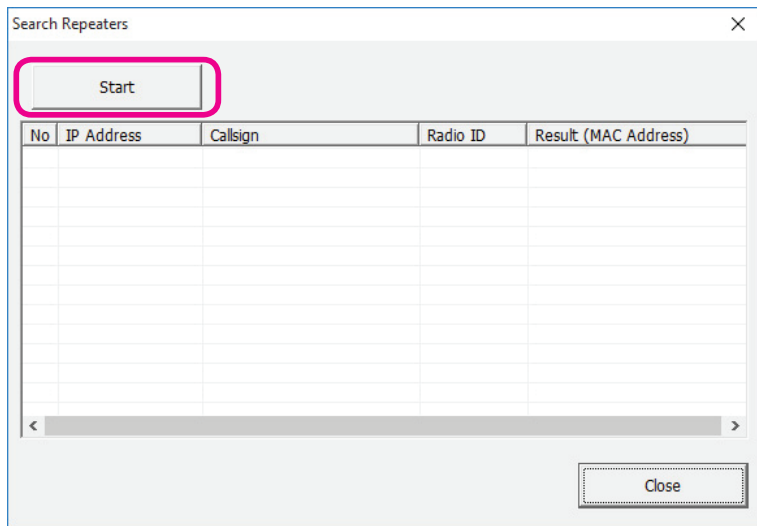 Search Repeaters
Start
No IP Address Callsign Radio ID Result (MAC Address)
Close